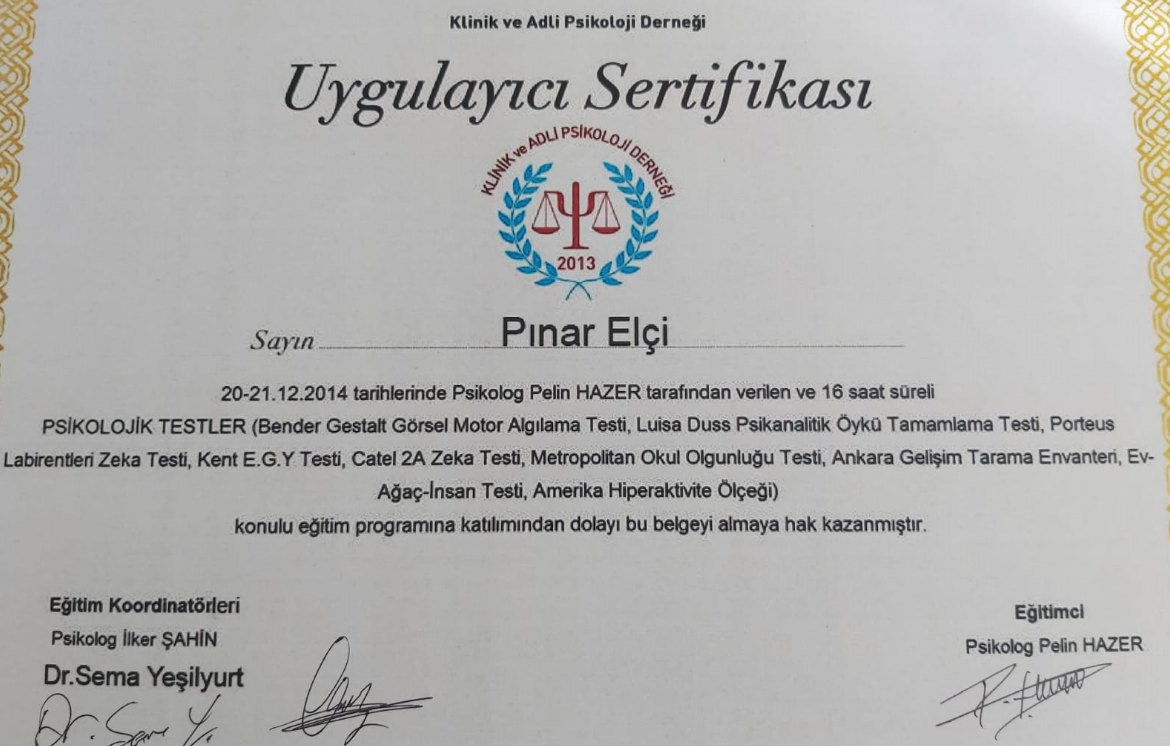 Klinik ve Adli Psikoloji Derneği
Uygulayıcı Sertifikası
KLİNİK ve ADLİ PSİKOLOJİ DERNEĞİ
2013
Sayın Pınar Elçi
20-21.12.2014 tarihlerinde Psikolog Pelin HAZER tarafından verilen ve 16 saat süreli
PSİKOLOJİK TESTLER (Bender Gestalt Görsel Motor Algılama Testi, Luisa Duss Psikanalitik Öykü Tamamlama Testi, Porteus
Labirentleri Zeka Testi, Kent E.G.Y Testi, Catel 2A Zeka Testi, Metropolitan Okul Olgunluğu Testi, Ankara Gelişim Tarama Envanteri, Ev-
Ağaç-İnsan Testi, Amerika Hiperaktivite Ölçeği)
konulu eğitim programına katılımından dolayı bu belgeyi almaya hak kazanmıştır.
Eğitim Koordinatörleri
Psikolog İlker ŞAHİN
Dr.Sema Yeşilyurt
Eğitimci
Psikolog Pelin HAZER